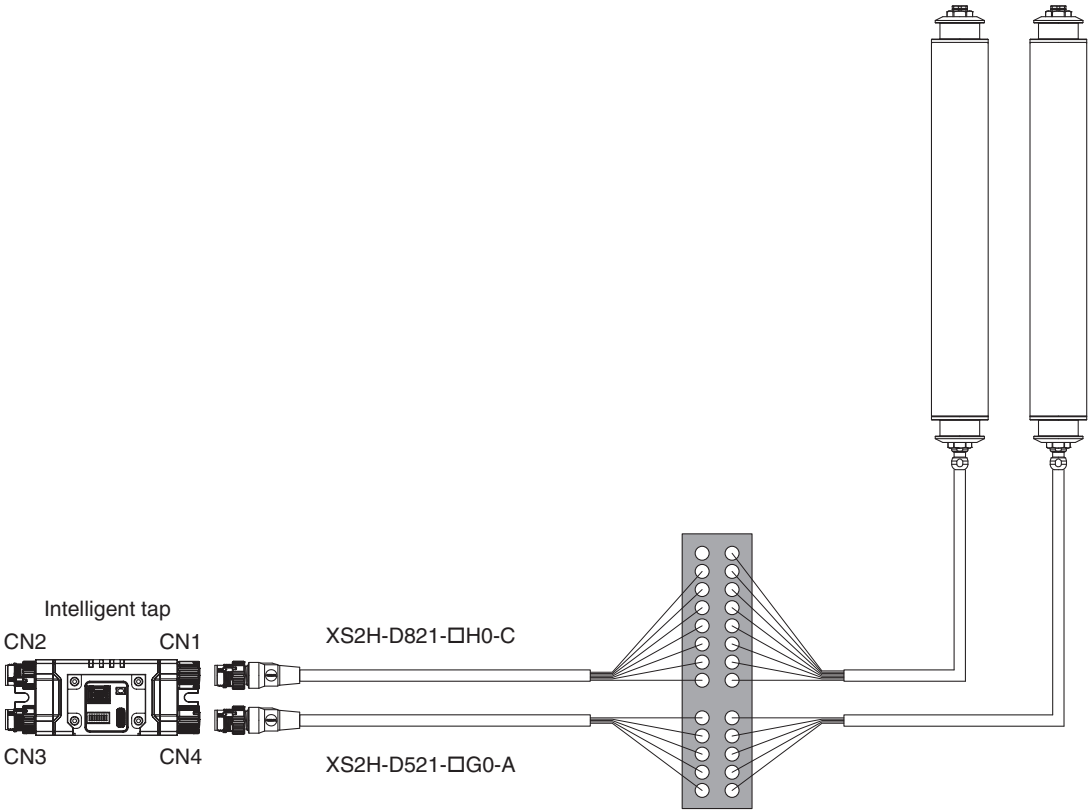 Intelligent tap
CN2
CN1
XS2H-D821-□H0-C
CN3
CN4
XS2H-D521-□G0-A